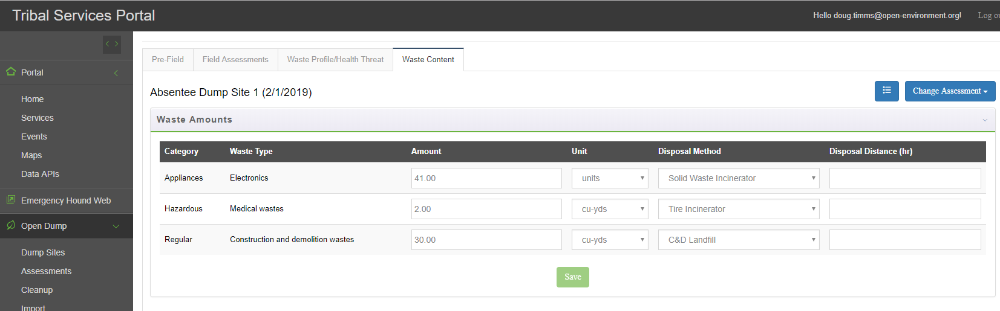 Tribal Services Portal
Hello doug.timms@open-environment.org!
Log
Portal
Home
Services
Events
Maps
Data APIs
Emergency Hound Web
Open Dump
Dump Sites
Assessments
Cleanup
Import
Pre-Field Field Assessments Waste Profile/Health Threat Waste Content
Absentee Dump Site 1 (2/1/2019)
Change Assessment
Waste Amounts
Category Waste Type Amount Unit Disposal Method Disposal Distance (hr)
Appliances Electronics 41.00 units Solid Waste Incinerator
Hazardous Medical wastes 2.00 cu-yds Tire Incinerator
Regular Construction and demolition wastes 30.00 cu-yds C&D Landfill
Save